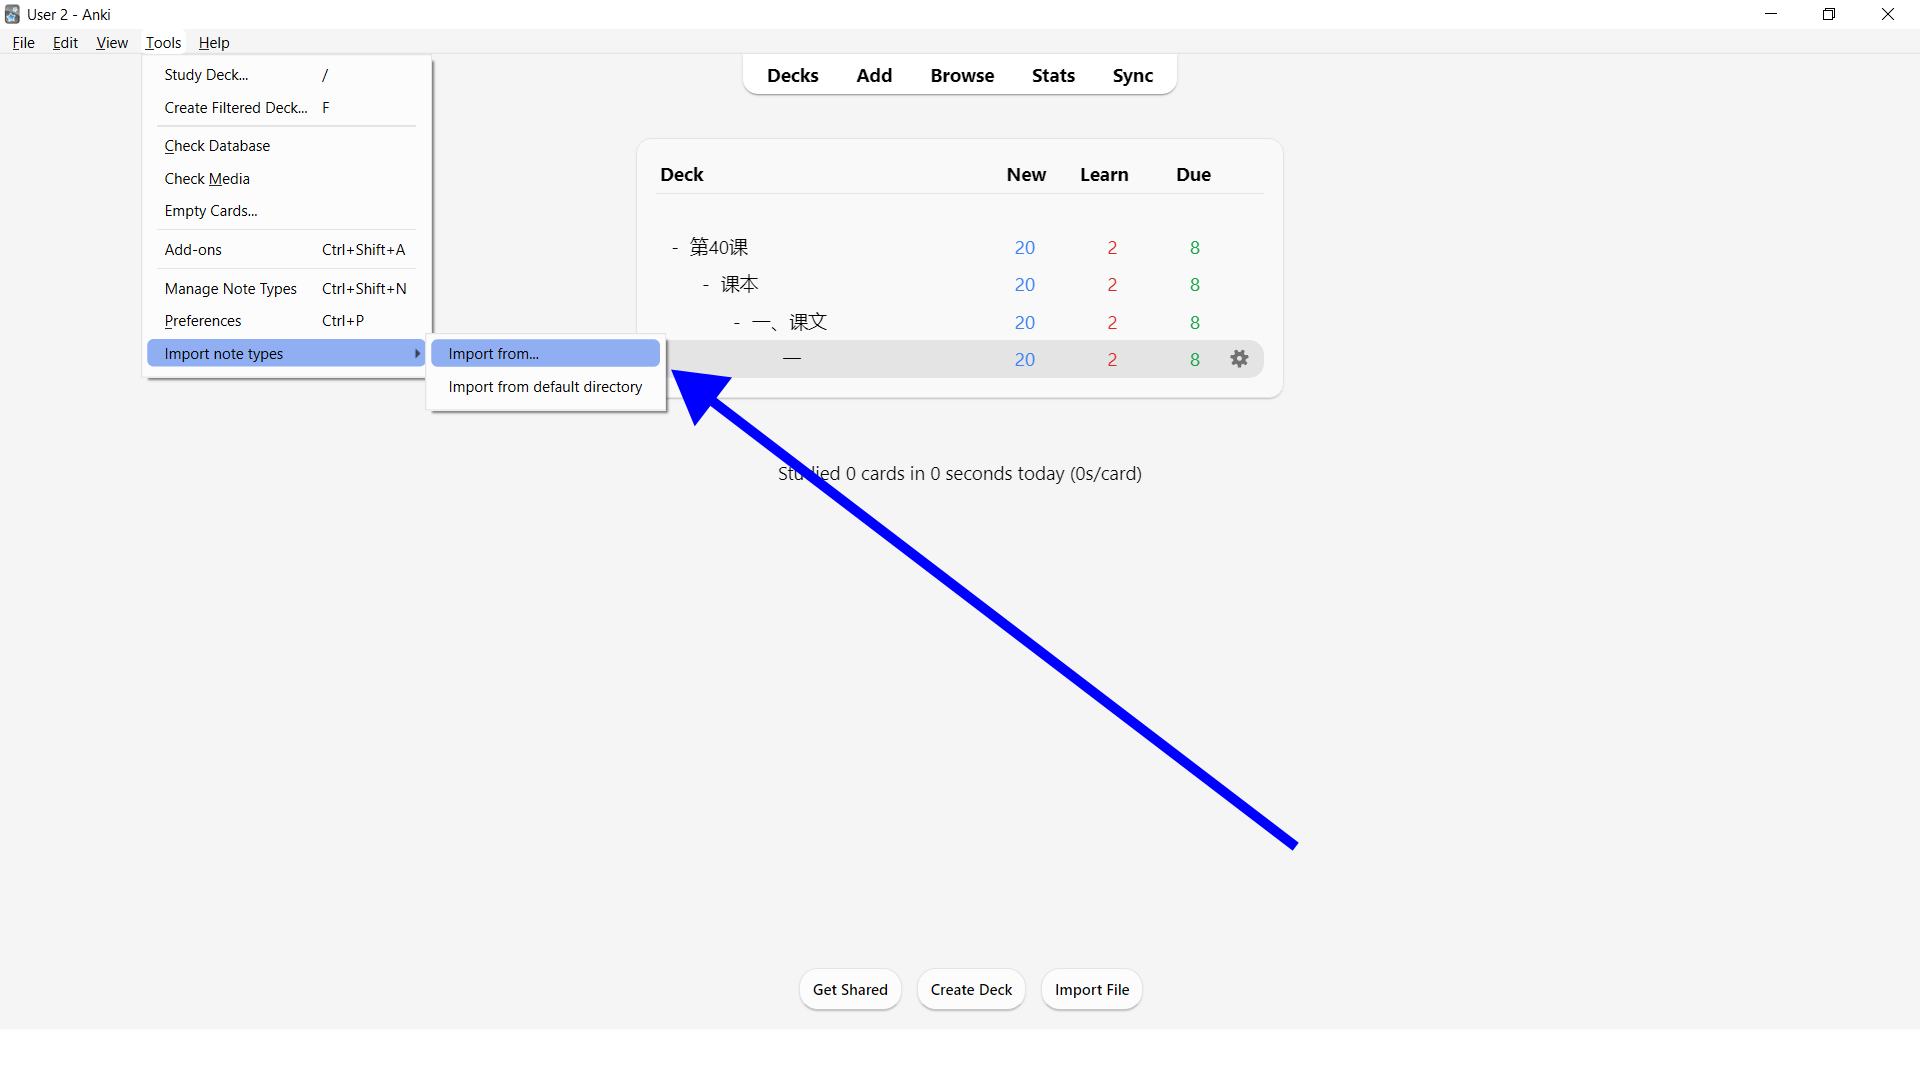 User 2 - Anki
File Edit View Tools Help
Study Deck... /
Create Filtered Deck... F
Check Database
Check Media
Empty Cards...
Add-ons Ctrl+Shift+A
Manage Note Types Ctrl+Shift+N
Preferences Ctrl+P
Import note types
Import from...
Import from default directory
Decks Add Browse Stats Sync
Deck New Learn Due
- 第40课 20 2 8
- 课本 20 2 8
- 一、课文 20 2 8
一 20 2 8
Studied 0 cards in 0 seconds today (0s/card)
Get Shared Create Deck Import File